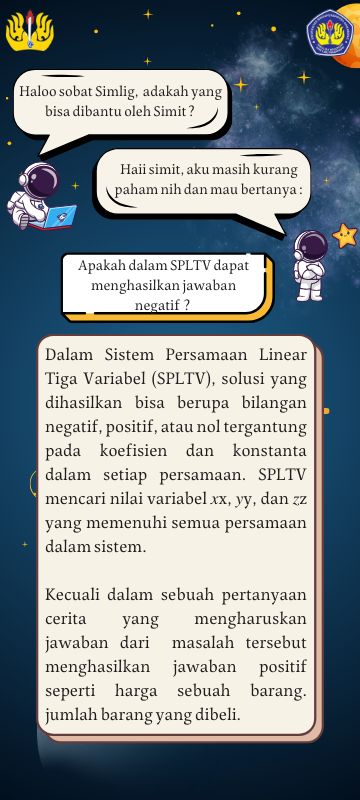 Haloo sobat Simlig, adakah yang
bisa dibantu oleh Simit ?
Haii simit, aku masih kurang
paham nih dan mau bertanya :
Apakah dalam SPLTV dapat
menghasilkan jawaban
negatif ?
Dalam Sistem Persamaan Linear
Tiga Variabel (SPLTV), solusi yang
dihasilkan bisa berupa bilangan
negatif, positif, atau nol tergantung
pada koefisien dan konstanta
dalam setiap persamaan. SPLTV
mencari nilai variabel xx, yy, dan zz
yang memenuhi semua persamaan
dalam sistem.
Kecuali dalam sebuah pertanyaan
cerita yang mengharuskan
jawaban dari masalah tersebut
menghasilkan jawaban positif
seperti harga sebuah barang.
jumlah barang yang dibeli.